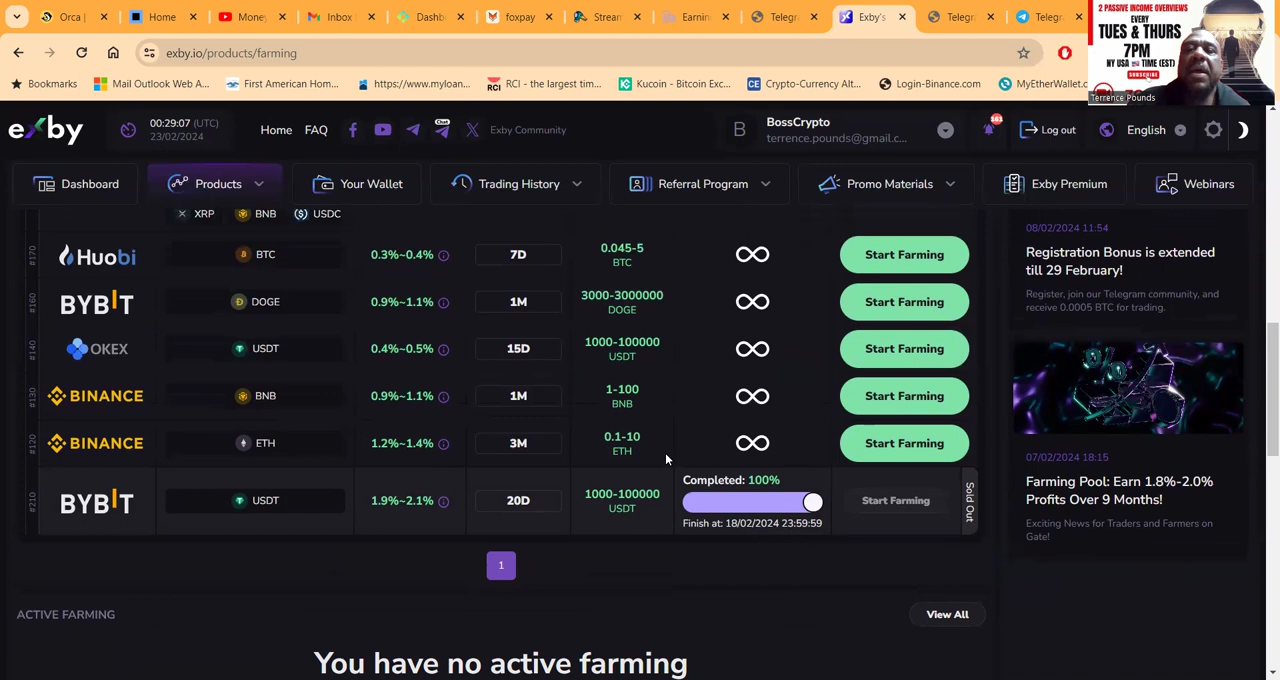 Orca |
Home
Mone
Inbox
Dashb
foxpay
Stream
Earnin
Telegr
Exby's
Telegr
Telegr
exby.io/products/farming
Bookmarks
Mail Outlook Web A...
First American Hom...
https://www.myloan...
RCI - the largest tim...
Kucoin - Bitcoin Exc...
Crypto-Currency Alt...
Login-Binance.com
MyEtherWallet.c
2 PASSIVE INCOME OVERVIEWS
EVERY
TUES & THURS
7PM
NY USA TIME (EST)
SUBSCRIBE
Terrence Pounds
exby
00:29:07 (UTC)
23/02/2024
Home
FAQ
Chat
Exby Community
B
BossCrypto
terrence.pounds@gmail.c...
161
Log out
English
Dashboard
Products
Your Wallet
Trading History
Referral Program
Promo Materials
Exby Premium
Webinars
XRP BNB USDC
#170 Huobi BTC 0.3%~0.4% 7D 0.045-5 BTC ∞ Start Farming
#160 BYBIT DOGE 0.9%~1.1% 1M 3000-3000000 DOGE ∞ Start Farming
#140 OKEX USDT 0.4%~0.5% 15D 1000-100000 USDT ∞ Start Farming
#130 BINANCE BNB 0.9%~1.1% 1M 1-100 BNB ∞ Start Farming
#120 BINANCE ETH 1.2%~1.4% 3M 0.1-10 ETH ∞ Start Farming
#210 BYBIT USDT 1.9%~2.1% 20D 1000-100000 USDT
Completed: 100%
Finish at: 18/02/2024 23:59:59
Start Farming
Sold Out
1
ACTIVE FARMING
View All
You have no active farming
08/02/2024 11:54
Registration Bonus is extended
till 29 February!
Register, join our Telegram community, and
receive 0.0005 BTC for trading.
07/02/2024 18:15
Farming Pool: Earn 1.8%-2.0%
Profits Over 9 Months!
Exciting News for Traders and Farmers on
Gate!